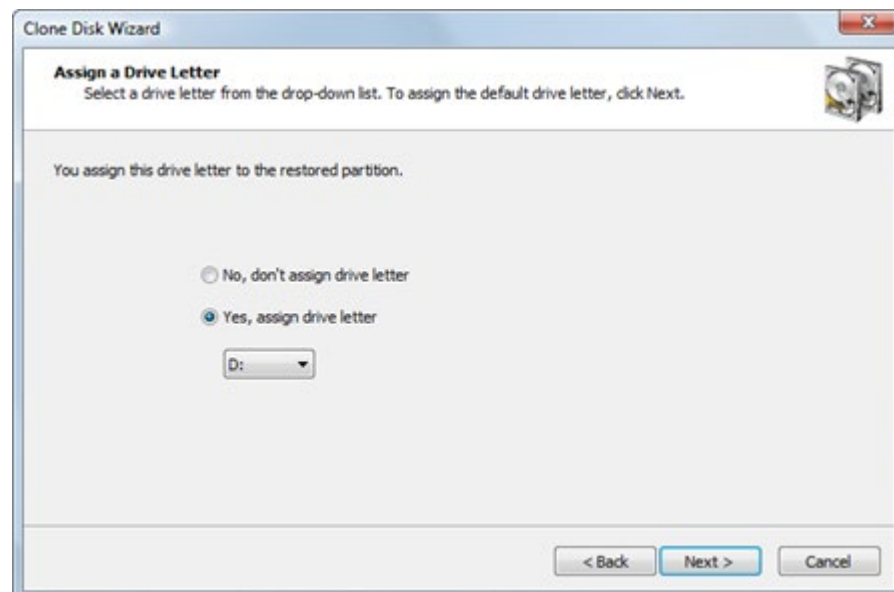 Clone Disk Wizard
Assign a Drive Letter
Select a drive letter from the drop-down list. To assign the default drive letter, click Next.
You assign this drive letter to the restored partition.
No, don't assign drive letter
Yes, assign drive letter
D:
< Back Next > Cancel